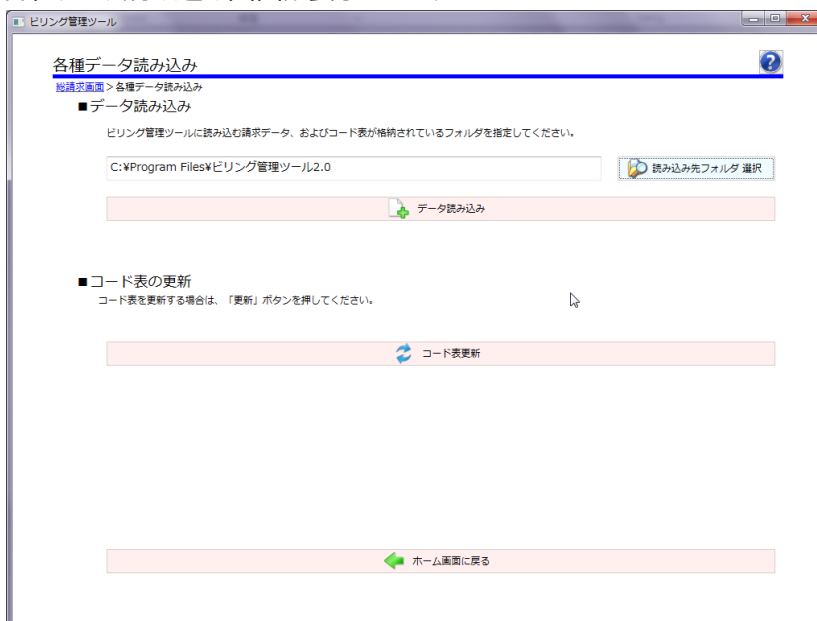 ビリング管理ツール
各種データ読み込み
総請求画面>各種データ読み込み
■データ読み込み
ビリング管理ツールに読み込む請求データ、およびコード表が格納されているフォルダを指定してください。
C:¥Program Files¥ビリング管理ツール2.0
読み込み先フォルダ 選択
データ読み込み
■コード表の更新
コード表を更新する場合は、「更新」ボタンを押してください。
コード表更新
ホーム画面に戻る